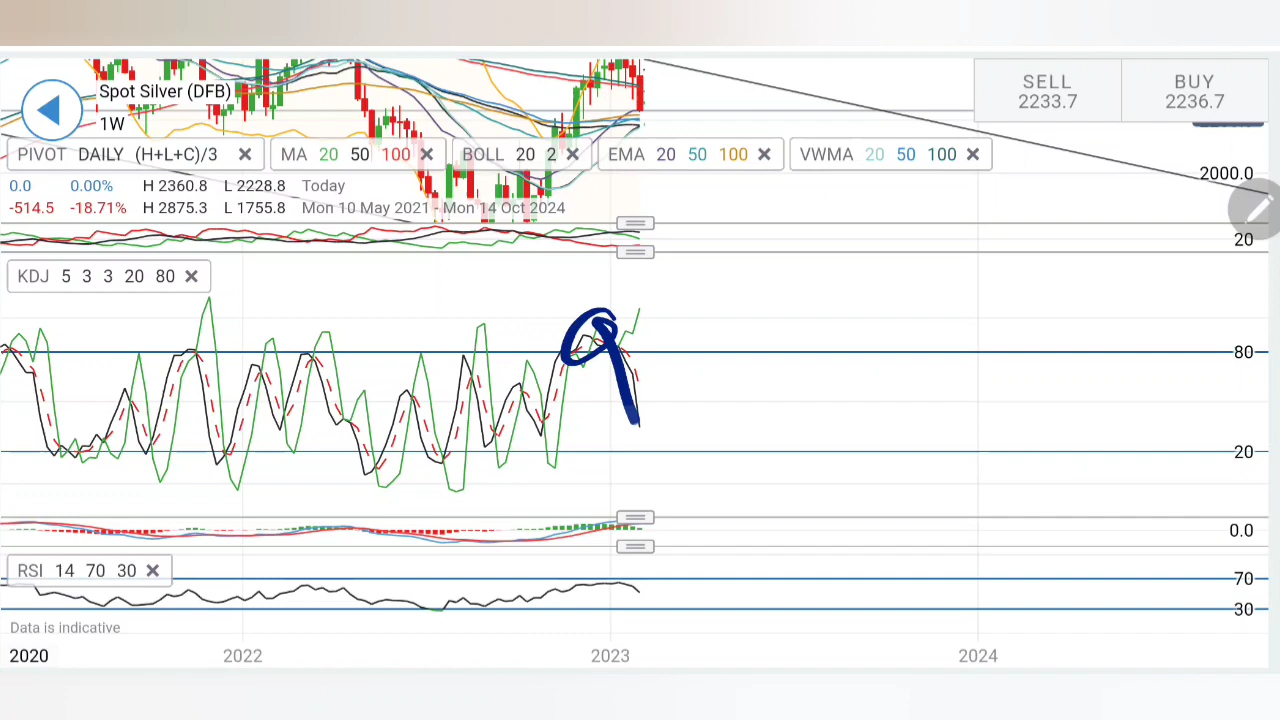 Spot Silver (DFB)
1W
SELL
2233.7
BUY
2236.7
PIVOT DAILY (H+L+C)/3
MA 20 50 100
BOLL 20 2
EMA 20 50 100
VWMA 20 50 100
2000.0
0.0 0.00% H 2360.8 L 2228.8 Today
-514.5 -18.71% H 2875.3 L 1755.8 Mon 10 May 2021 - Mon 14 Oct 2024
20
KDJ 5 3 3 20 80
80
20
0.0
RSI 14 70 30
70
30
Data is indicative
2020 2022 2023 2024